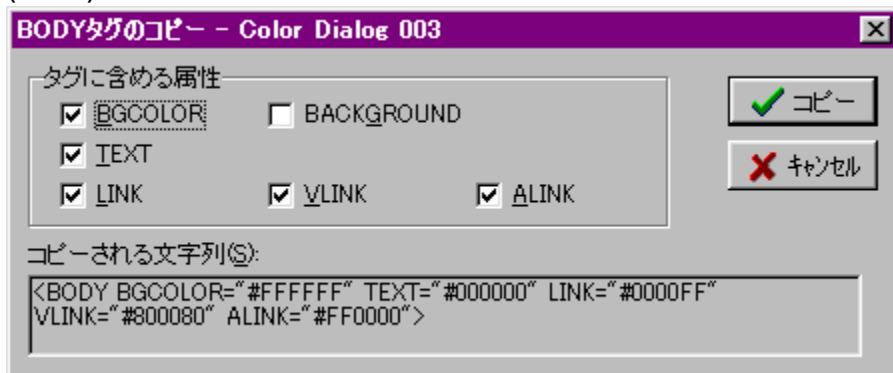 BODYタグのコピー - Color Dialog 003
タグに含める属性
BGCOLOR BACKGROUND
TEXT
LINK VLINK ALINK
コピー
キャンセル
コピーされる文字列(S):
<BODY BGCOLOR="#FFFFFF" TEXT="#000000" LINK="#0000FF"
VLINK="#800080" ALINK="#FF0000">